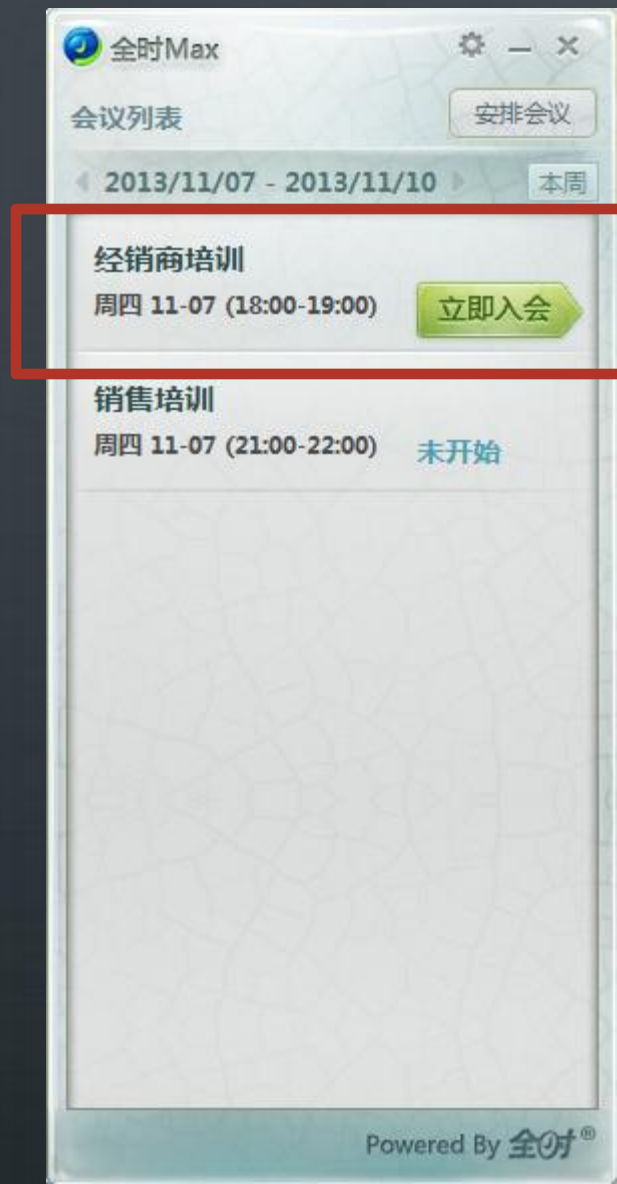 全时Max
会议列表
安排会议
2013/11/07 - 2013/11/10
本周
经销商培训
周四 11-07 (18:00-19:00)
立即入会
销售培训
周四 11-07 (21:00-22:00)
未开始
Powered By 全时®